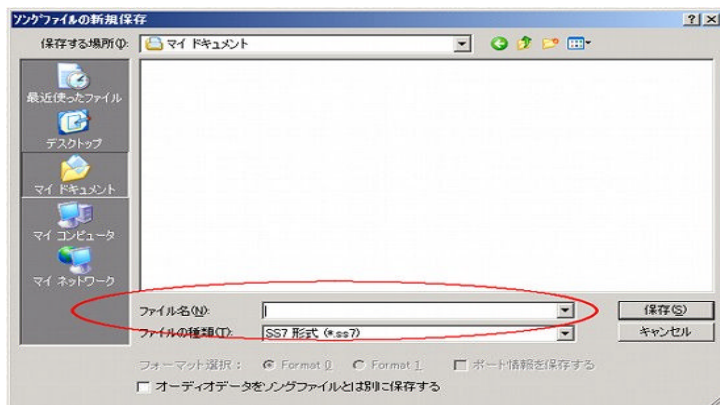 ソングファイルの新規保存
保存する場所(I): マイ ドキュメント
最近使ったファイル
デスクトップ
マイ ドキュメント
マイ コンピュータ
マイ ネットワーク
ファイル名(N): 保存(S)
ファイルの種類(T): SS7 形式 (*.ss7) キャンセル
フォーマット選択： Format 0 Format 1 ポート情報を保存する
オーディオデータをソングファイルとは別に保存する